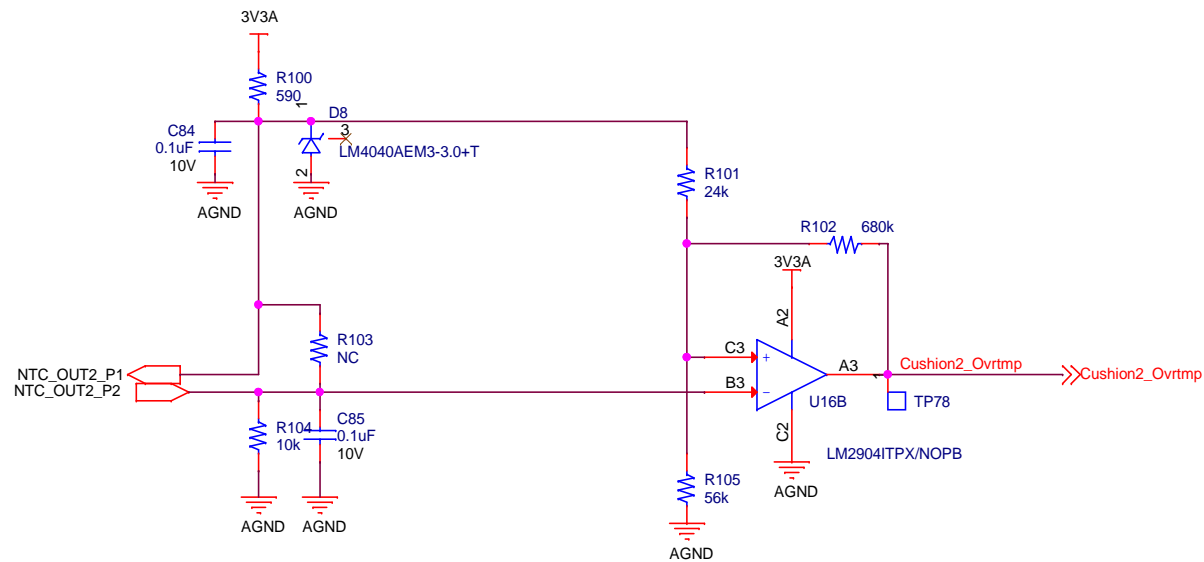 3V3A
R100
590
1
D8
3
C84
0.1uF
10V
LM4040AEM3-3.0+T
2
AGND
AGND
R101
24k
R102
680k
3V3A
A2
R103
NC
C3
+
A3
Cushion2_Ovrtmp
Cushion2_Ovrtmp
NTC_OUT2_P1
NTC_OUT2_P2
B3
−
1
U16B
TP78
C2
R104
10k
C85
0.1uF
10V
LM2904ITPX/NOPB
R105
56k
AGND
AGND
AGND
AGND